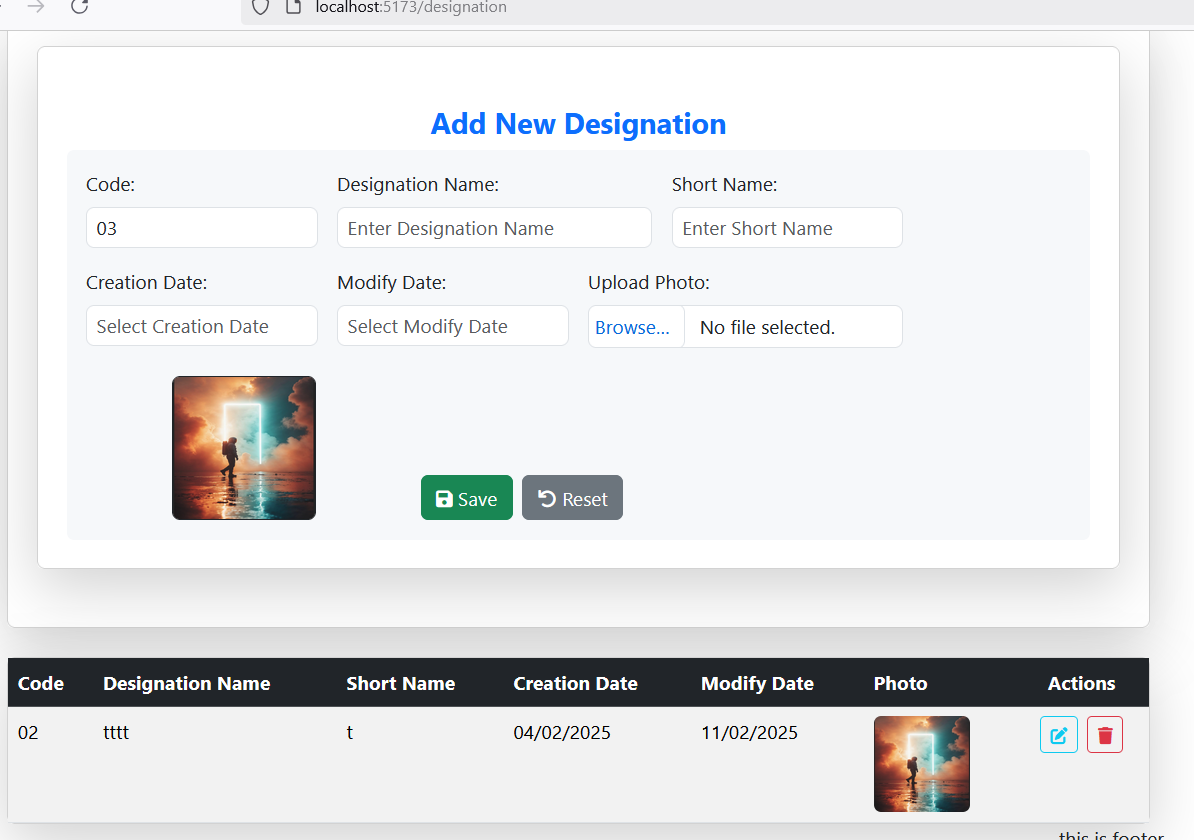 localhost:5173/designation
Add New Designation
Code: Designation Name: Short Name:
03 Enter Designation Name Enter Short Name
Creation Date: Modify Date: Upload Photo:
Select Creation Date Select Modify Date Browse... No file selected.
Save Reset
Code Designation Name Short Name Creation Date Modify Date Photo Actions
02 tttt t 04/02/2025 11/02/2025
this is footer